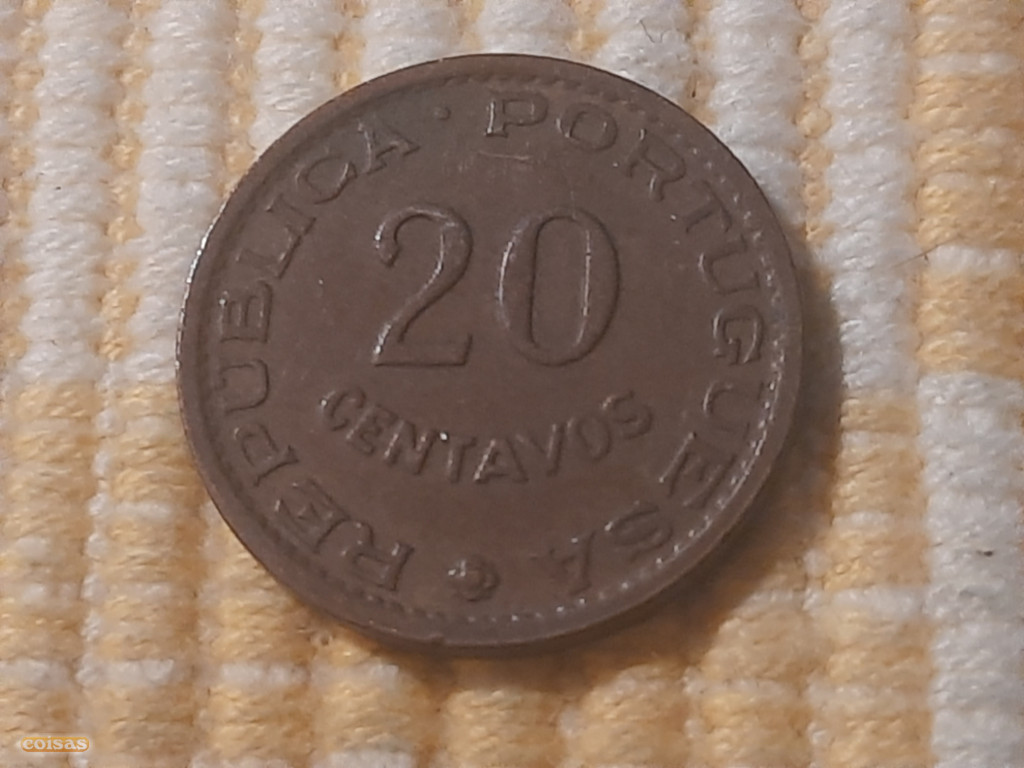 REPUBLICA · PORTUGUESA
20
CENTAVOS
coisas